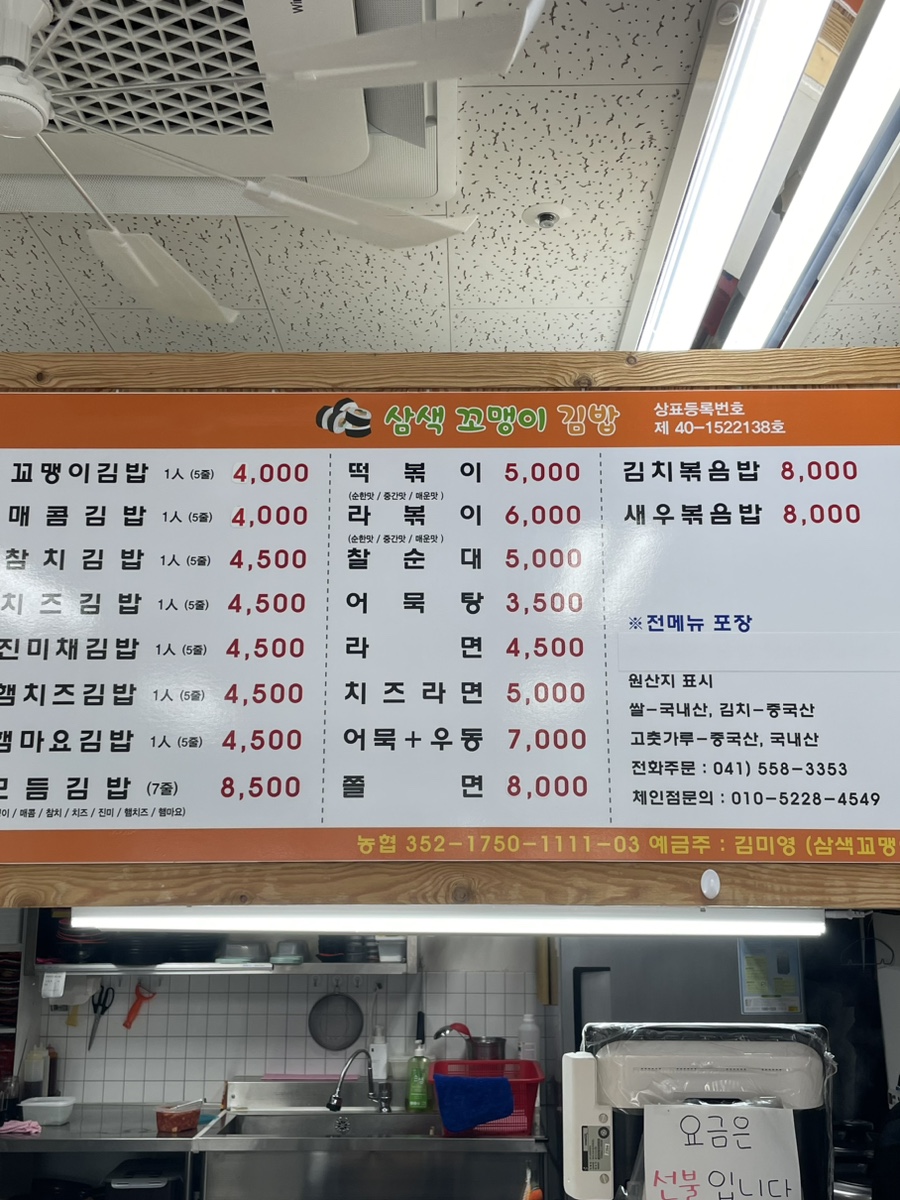 삼색 꼬맹이 김밥
상표등록번호
제 40-1522138호
꼬맹이김밥 1人 (5줄) 4,000
매콤김밥 1人 (5줄) 4,000
참치김밥 1人 (5줄) 4,500
치즈김밥 1人 (5줄) 4,500
진미채김밥 1人 (5줄) 4,500
햄치즈김밥 1人 (5줄) 4,500
햄마요김밥 1人 (5줄) 4,500
모듬김밥 (7줄) 8,500
/ 매콤 / 참치 / 치즈 / 진미 / 햄치즈 / 햄마요)
떡볶이 5,000
(순한맛 / 중간맛 / 매운맛)
라볶이 6,000
(순한맛 / 중간맛 / 매운맛)
찰순대 5,000
어묵탕 3,500
라면 4,500
치즈라면 5,000
어묵+우동 7,000
쫄면 8,000
김치볶음밥 8,000
새우볶음밥 8,000
※전메뉴 포장
원산지 표시
쌀-국내산, 김치-중국산
고춧가루-중국산, 국내산
전화주문 : 041) 558-3353
체인점문의 : 010-5228-4549
농협 352-1750-1111-03 예금주 : 김미영 (삼색꼬맹
요금은
선불입니다